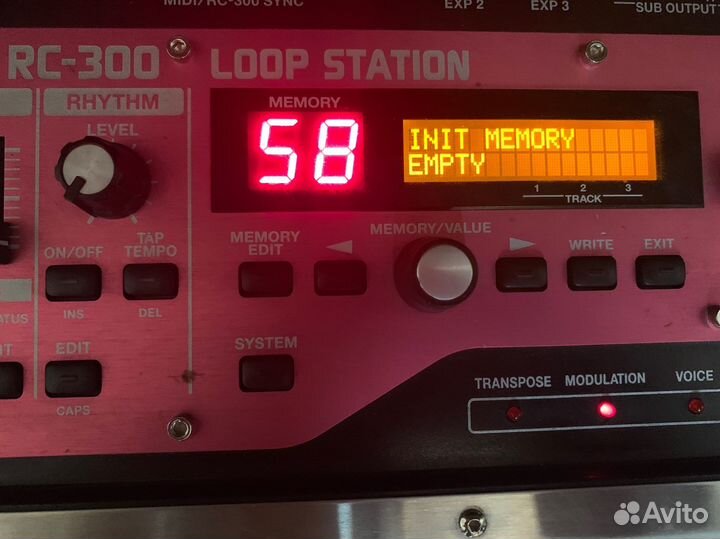 MIDI/RC-300 SYNC
EXP 2
EXP 3
SUB OUTPUT
RC-300
LOOP STATION
RHYTHM
LEVEL
MEMORY
58
INIT MEMORY
EMPTY
1 2 3
TRACK
ON/OFF
TAP TEMPO
MEMORY EDIT
MEMORY/VALUE
WRITE
EXIT
INS
DEL
EDIT
CAPS
SYSTEM
TRANSPOSE
MODULATION
VOICE
Avito